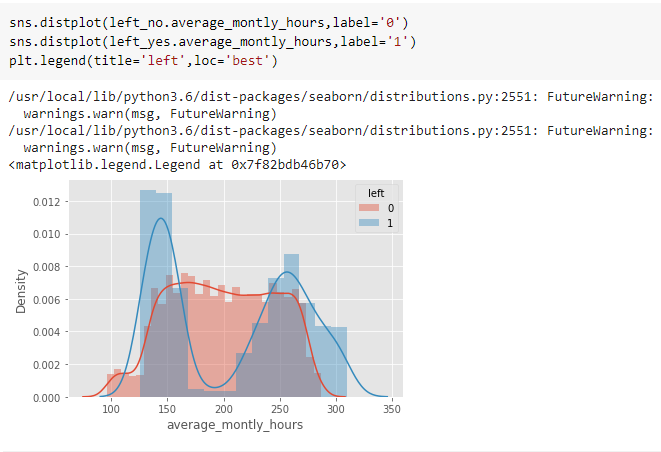 sns.distplot(left_no.average_montly_hours,label='0')
sns.distplot(left_yes.average_montly_hours,label='1')
plt.legend(title='left',loc='best')
/usr/local/lib/python3.6/dist-packages/seaborn/distributions.py:2551: FutureWarning:
  warnings.warn(msg, FutureWarning)
/usr/local/lib/python3.6/dist-packages/seaborn/distributions.py:2551: FutureWarning:
  warnings.warn(msg, FutureWarning)
<matplotlib.legend.Legend at 0x7f82bdb46b70>
left
0
1
0.012
0.010
0.008
0.006
0.004
0.002
0.000
Density
100 150 200 250 300 350
average_montly_hours